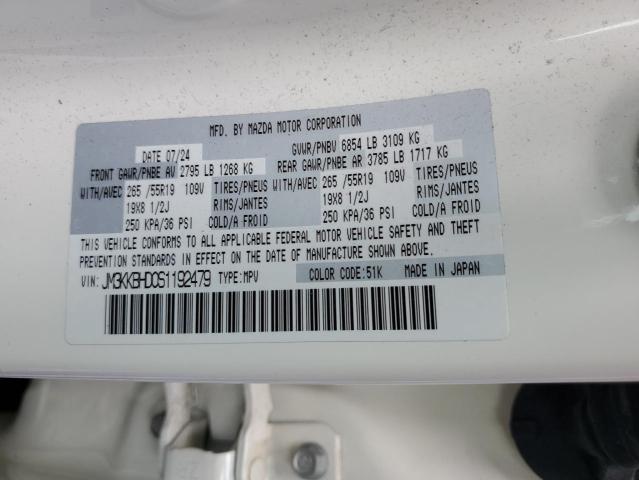 MFD. BY MAZDA MOTOR CORPORATION
DATE 07/24 GVWR/PNBV 6854 LB 3109 KG
FRONT GAWR/PNBE AV 2795 LB 1268 KG REAR GAWR/PNBE AR 3785 LB 1717 KG
WITH/AVEC 265 /55R19 109V TIRES/PNEUS WITH/AVEC 265 /55R19 109V TIRES/PNEUS
19X8 1/2J RIMS/JANTES 19X8 1/2J RIMS/JANTES
250 KPA/36 PSI COLD/A FROID 250 KPA/36 PSI COLD/A FROID
THIS VEHICLE CONFORMS TO ALL APPLICABLE FEDERAL MOTOR VEHICLE SAFETY AND THEFT
PREVENTION STANDARDS IN EFFECT ON THE DATE OF MANUFACTURE SHOWN ABOVE.
VIN: JM3KKBHDCS1192479 TYPE:MPV COLOR CODE:51K MADE IN JAPAN